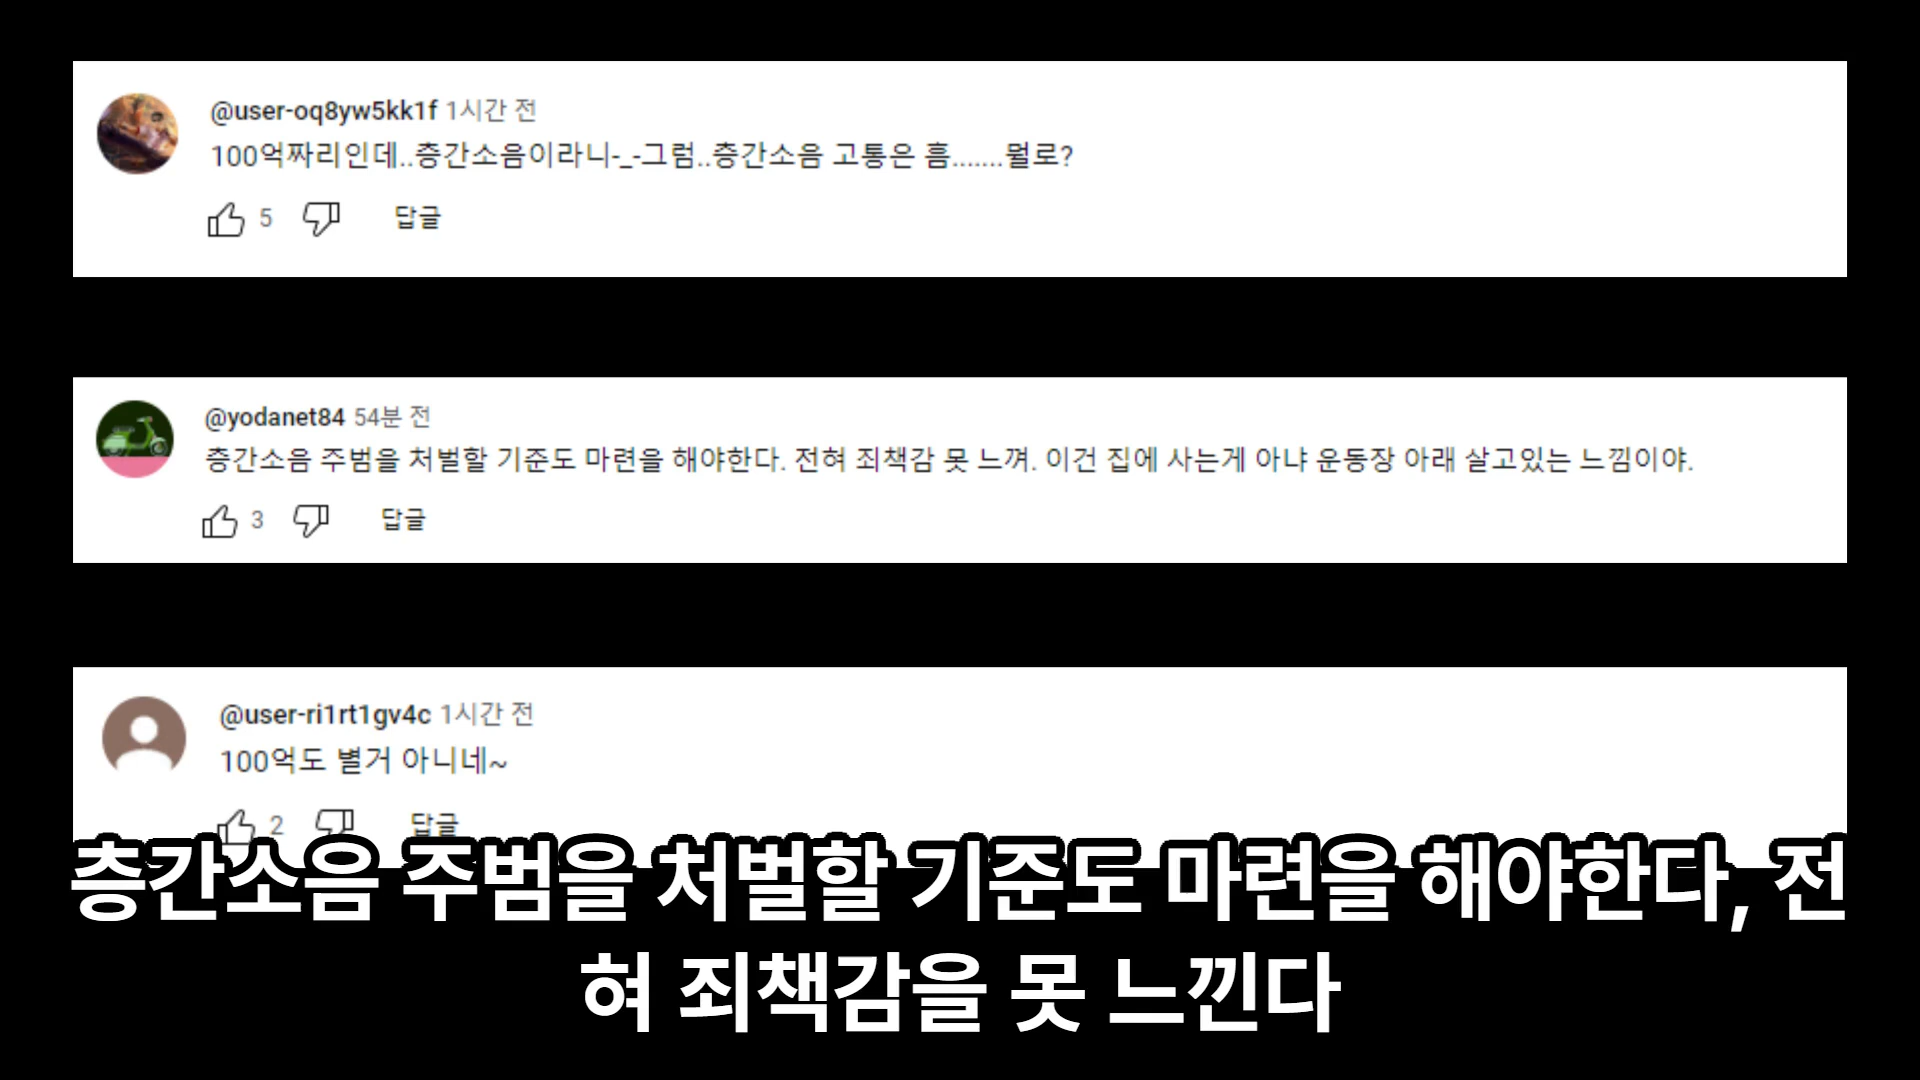 @user-oq8yw5kk1f 1시간 전
100억짜리인데..층간소음이라니-_-그럼..층간소음 고통은 흠.......뭘로?
5 답글
@yodanet84 54분 전
층간소음 주범을 처벌할 기준도 마련을 해야한다. 전혀 죄책감 못 느껴. 이건 집에 사는게 아냐 운동장 아래 살고있는 느낌이야.
3 답글
@user-ri1rt1gv4c 1시간 전
100억도 별거 아니네~
2 답글
층간소음 주범을 처벌할 기준도 마련을 해야한다, 전
혀 죄책감을 못 느낀다